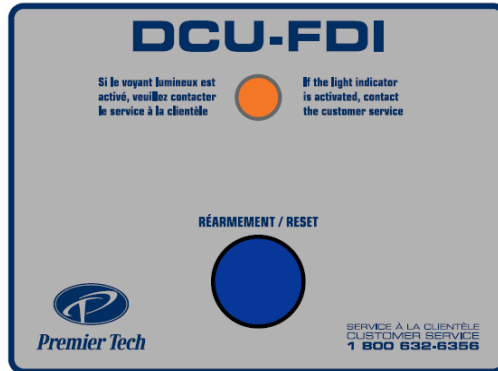 DCU-FDI
Si le voyant lumineux est
activé, veuillez contacter
le service à la clientèle
If the light indicator
is activated, contact
the customer service
RÉARMEMENT / RESET
Premier Tech
SERVICE À LA CLIENTÈLE
CUSTOMER SERVICE
1 800 632-6356